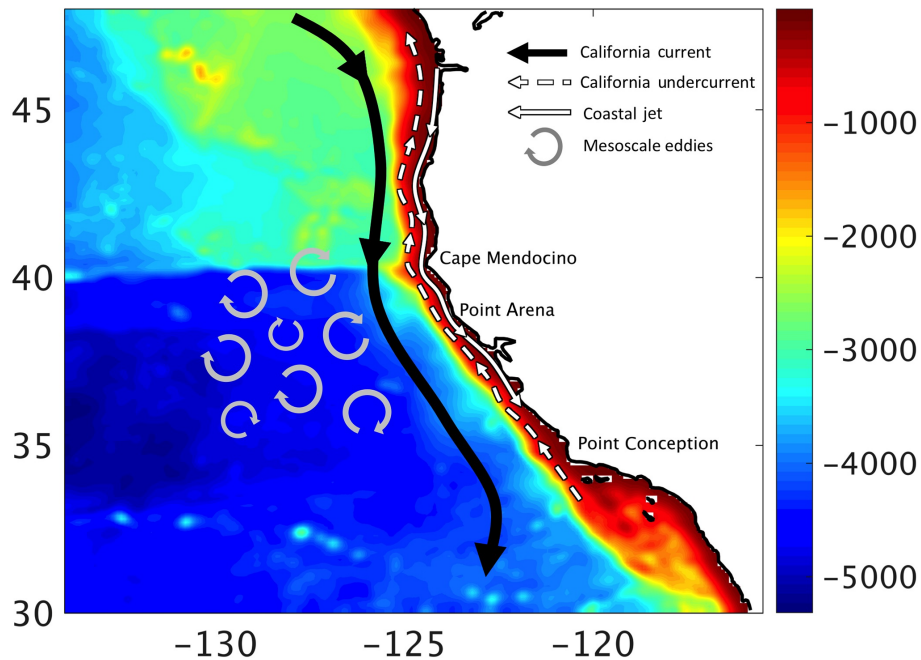 California current
California undercurrent
Coastal jet
Mesoscale eddies
Cape Mendocino
Point Arena
Point Conception
45
40
35
30
-130
-125
-120
-1000
-2000
-3000
-4000
-5000